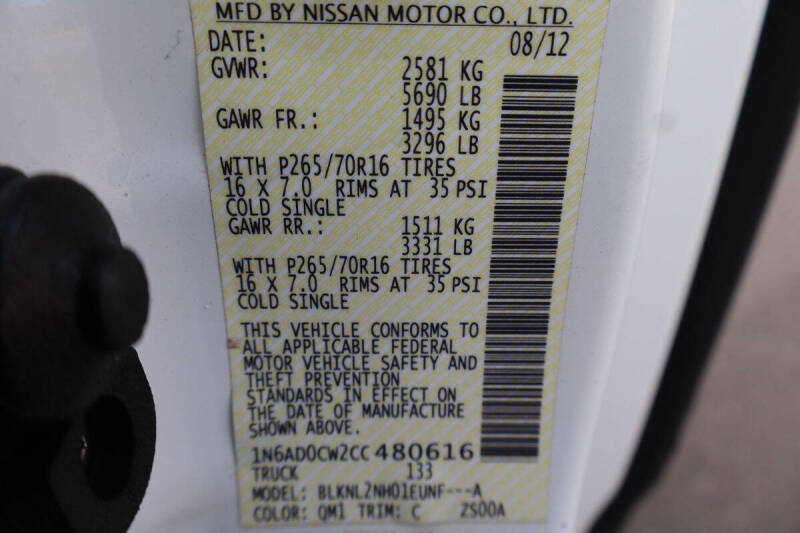 MFD BY NISSAN MOTOR CO., LTD.
DATE: 08/12
GVWR: 2581 KG
5690 LB
GAWR FR.: 1495 KG
3296 LB
WITH P265/70R16 TIRES
16 X 7.0 RIMS AT 35 PSI
COLD SINGLE
GAWR RR.: 1511 KG
3331 LB
WITH P265/70R16 TIRES
16 X 7.0 RIMS AT 35 PSI
COLD SINGLE
THIS VEHICLE CONFORMS TO
ALL APPLICABLE FEDERAL
MOTOR VEHICLE SAFETY AND
THEFT PREVENTION
STANDARDS IN EFFECT ON
THE DATE OF MANUFACTURE
SHOWN ABOVE.
1N6AD0CW2CC480616
TRUCK 133
MODEL: BLKNL2NH01EUNF---A
COLOR: QM1 TRIM: C ZS00A